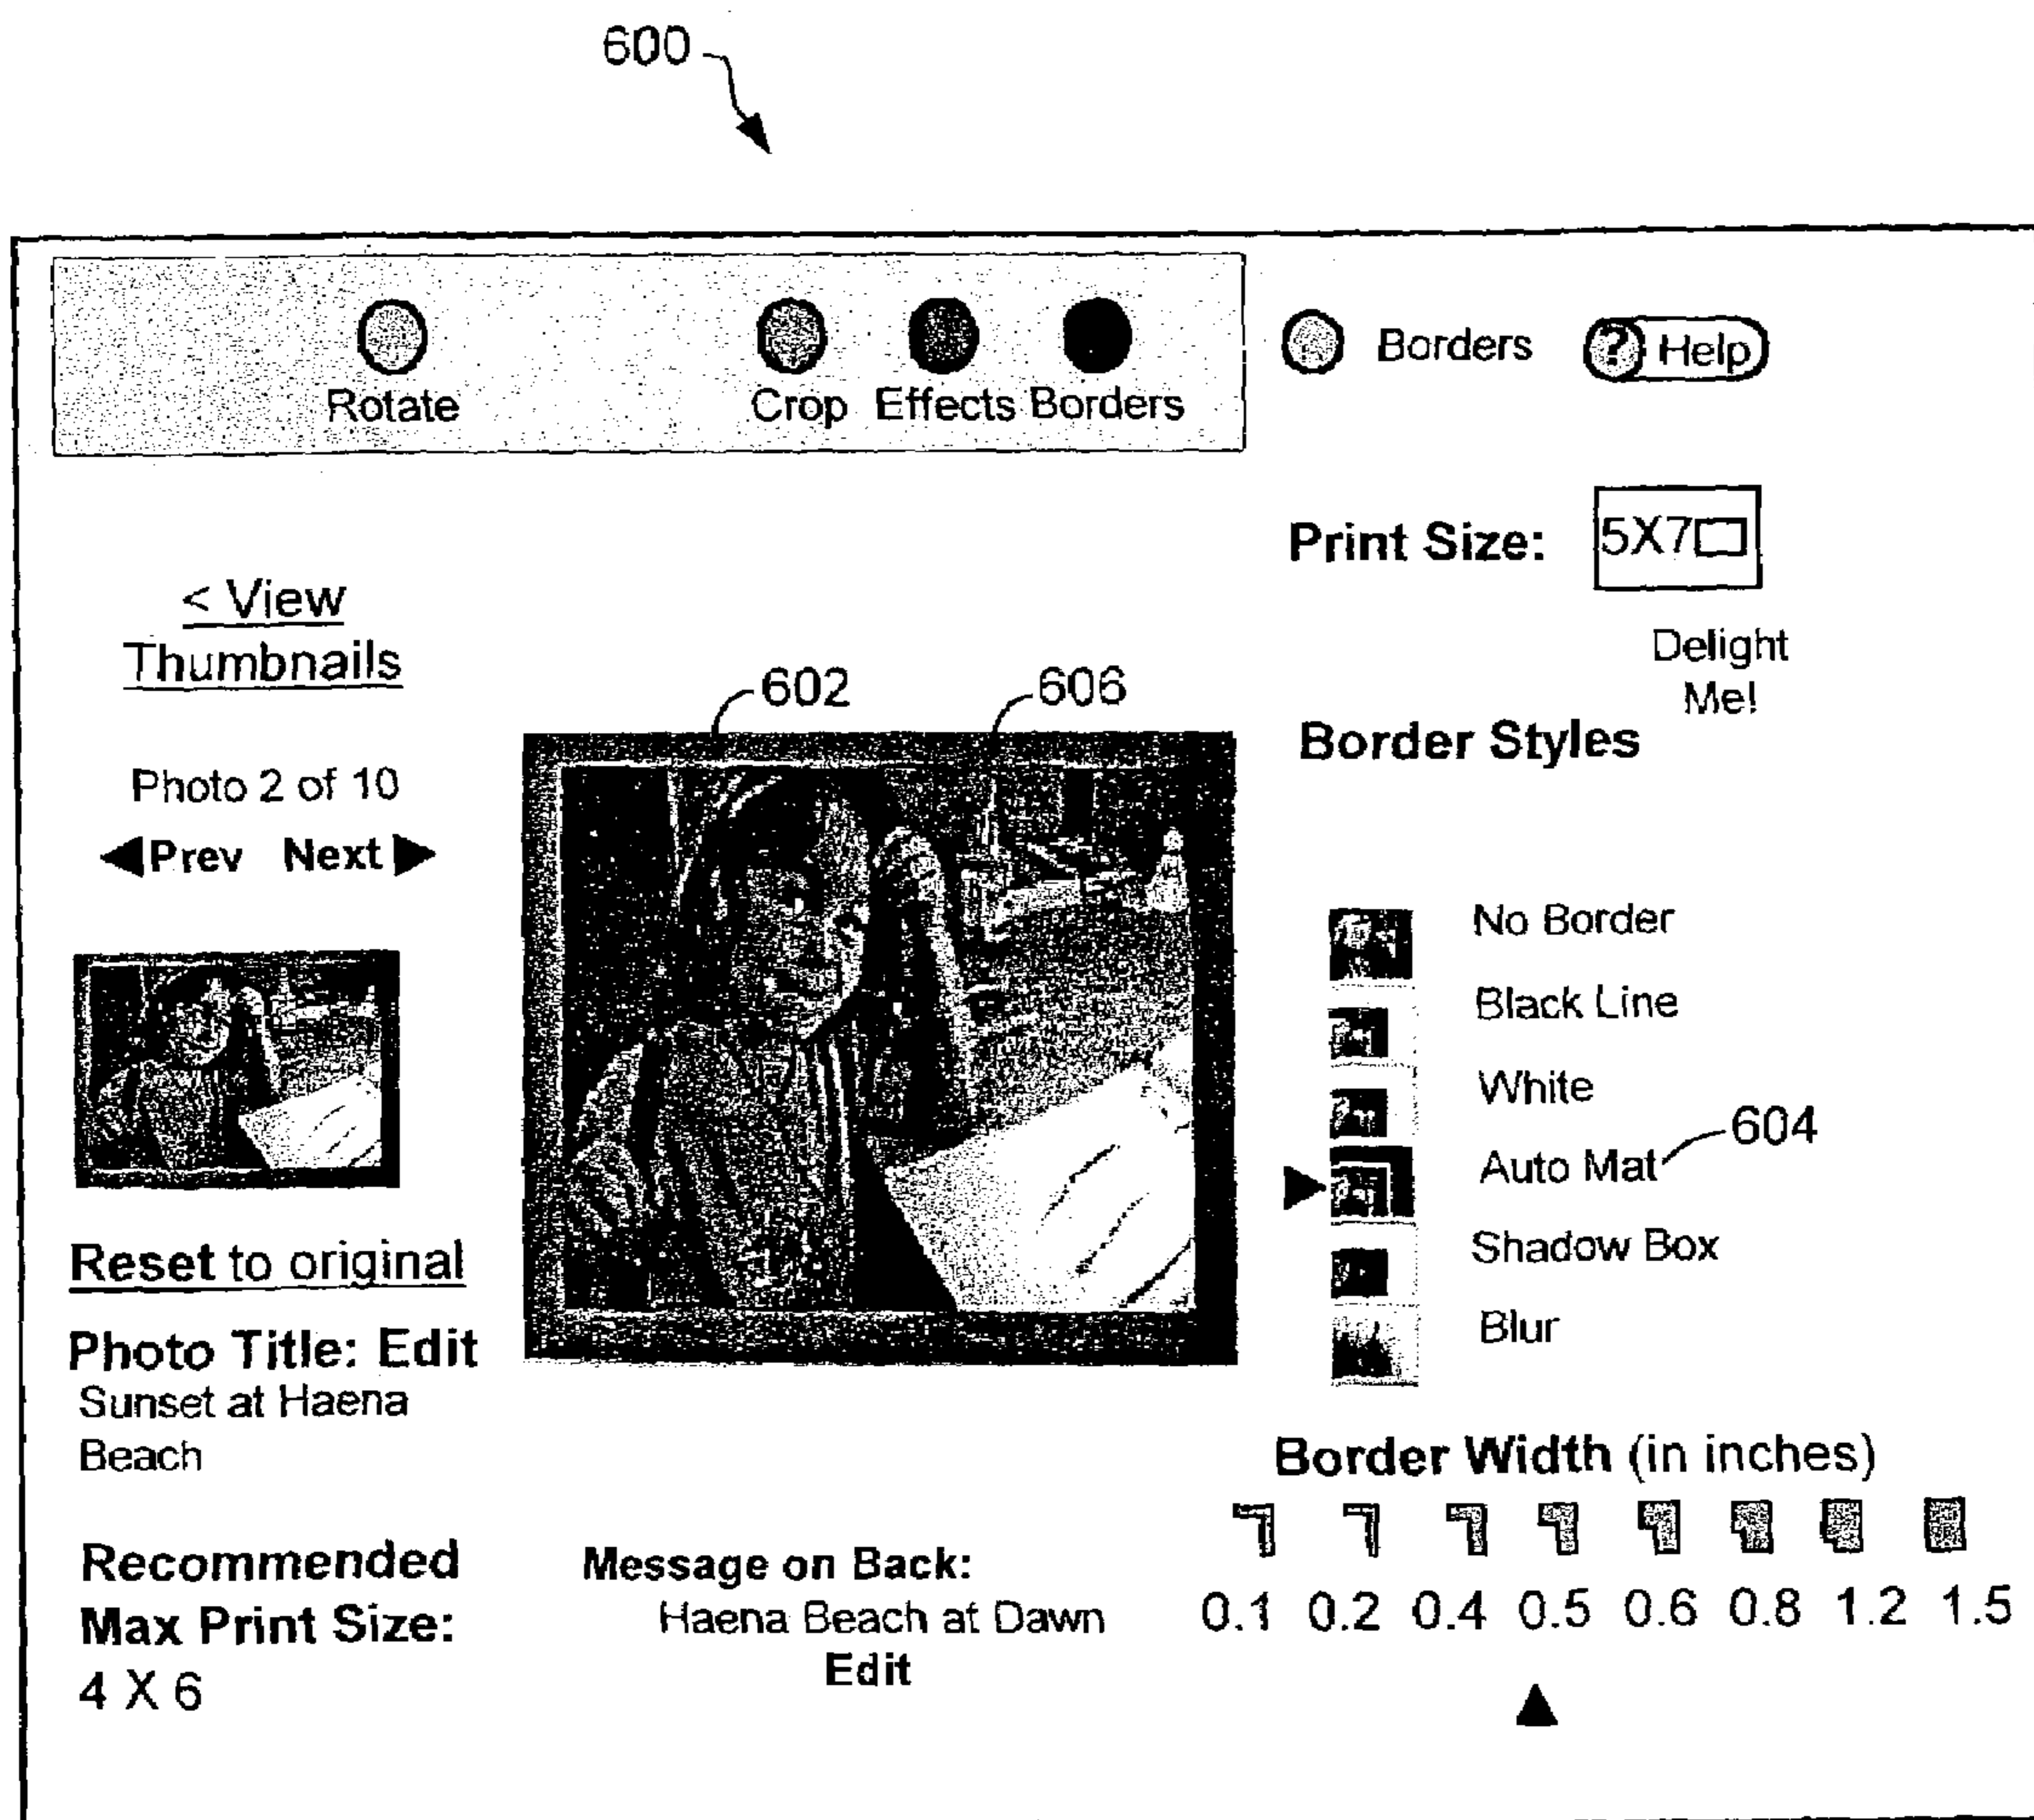 600
Rotate
Crop Effects Borders
Borders
? Help
Print Size: 5X7
Delight
Me!
< View
Thumbnails
602
606
Border Styles
Photo 2 of 10
Prev Next
No Border
Black Line
White
Auto Mat
604
Shadow Box
Blur
Reset to original
Photo Title: Edit
Sunset at Haena
Beach
Border Width (in inches)
0.1 0.2 0.4 0.5 0.6 0.8 1.2 1.5
Recommended
Max Print Size:
4 X 6
Message on Back:
Haena Beach at Dawn
Edit